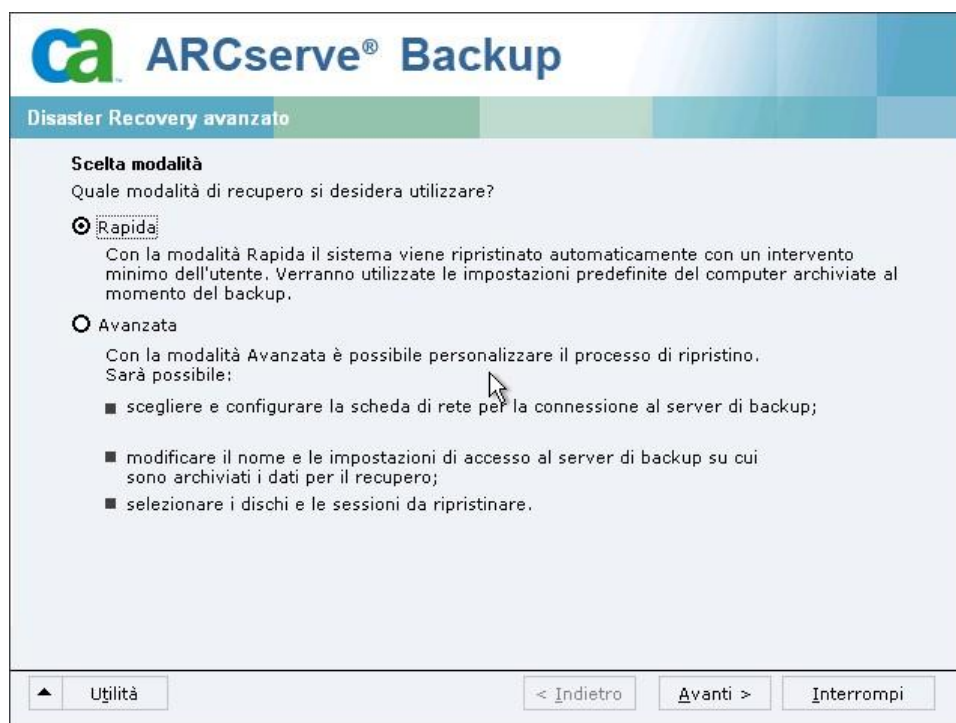 ca ARCserve® Backup
Disaster Recovery avanzato
Scelta modalità
Quale modalità di recupero si desidera utilizzare?
Rapida
Con la modalità Rapida il sistema viene ripristinato automaticamente con un intervento
minimo dell'utente. Verranno utilizzate le impostazioni predefinite del computer archiviate al
momento del backup.
Avanzata
Con la modalità Avanzata è possibile personalizzare il processo di ripristino.
Sarà possibile:
scegliere e configurare la scheda di rete per la connessione al server di backup;
modificare il nome e le impostazioni di accesso al server di backup su cui
sono archiviati i dati per il recupero;
selezionare i dischi e le sessioni da ripristinare.
Utilità < Indietro Avanti > Interrompi